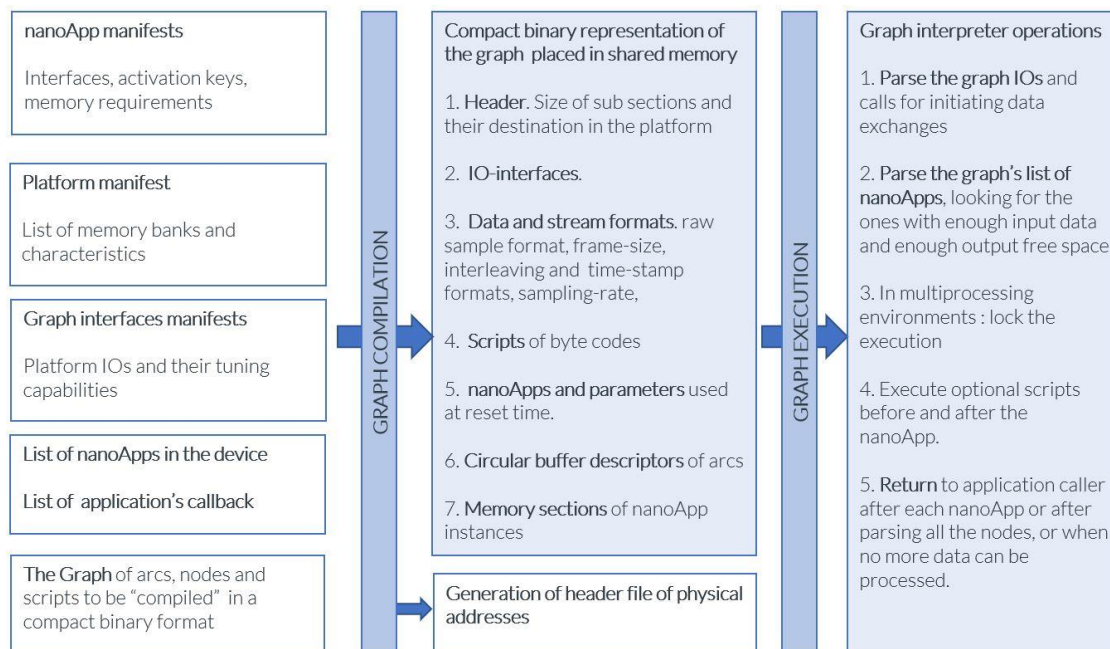 nanoApp manifests
Interfaces, activation keys,
memory requirements
Platform manifest
List of memory banks and
characteristics
Graph interfaces manifests
Platform IOs and their tuning
capabilities
List of nanoApps in the device
List of application's callback
The Graph of arcs, nodes and
scripts to be "compiled" in a
compact binary format
GRAPH COMPILATION
Compact binary representation of
the graph placed in shared memory
1. Header. Size of sub sections and
their destination in the platform
2. IO-interfaces.
3. Data and stream formats. raw
sample format, frame-size,
interleaving and time-stamp
formats, sampling-rate,
4. Scripts of byte codes
5. nanoApps and parameters used
at reset time.
6. Circular buffer descriptors of arcs
7. Memory sections of nanoApp
instances
Generation of header file of physical
addresses
GRAPH EXECUTION
Graph interpreter operations
1. Parse the graph IOs and
calls for initiating data
exchanges
2. Parse the graph's list of
nanoApps, looking for the
ones with enough input data
and enough output free space
3. In multiprocessing
environments : lock the
execution
4. Execute optional scripts
before and after the
nanoApp.
5. Return to application caller
after each nanoApp or after
parsing all the nodes, or when
no more data can be
processed.